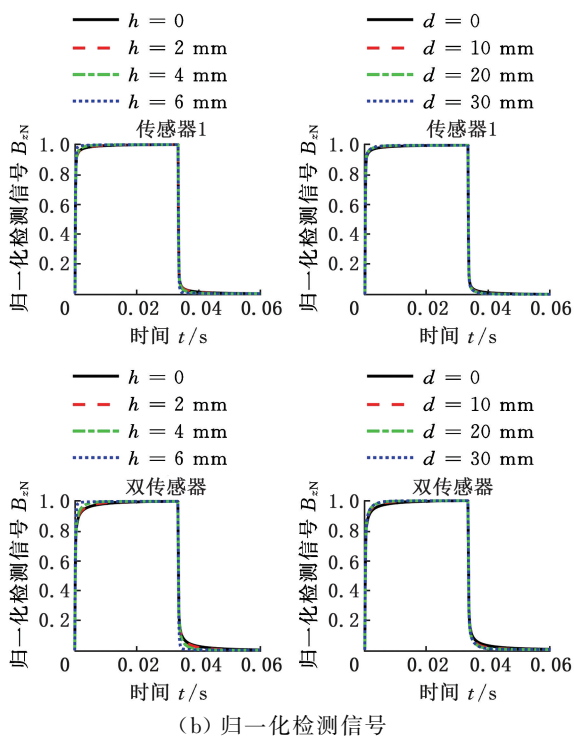 h = 0
h = 2 mm
h = 4 mm
h = 6 mm
传感器1
归一化检测信号 BzN
1.0
0.8
0.6
0.4
0.2
0
0.02
0.04
0.06
时间 t/s
d = 0
d = 10 mm
d = 20 mm
d = 30 mm
传感器1
归一化检测信号 BzN
1.0
0.8
0.6
0.4
0.2
0
0.02
0.04
0.06
时间 t/s
h = 0
h = 2 mm
h = 4 mm
h = 6 mm
双传感器
归一化检测信号 BzN
1.0
0.8
0.6
0.4
0.2
0
0.02
0.04
0.06
时间 t/s
d = 0
d = 10 mm
d = 20 mm
d = 30 mm
双传感器
归一化检测信号 BzN
1.0
0.8
0.6
0.4
0.2
0
0.02
0.04
0.06
时间 t/s
(b) 归一化检测信号